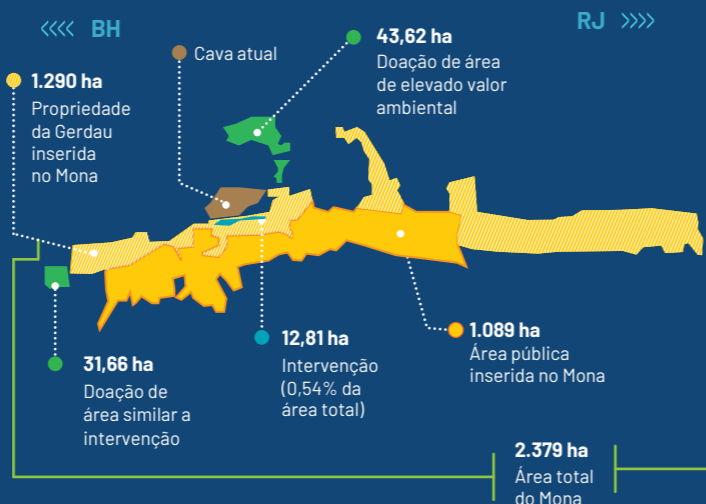 <<<< BH
RJ >>>>
43,62 ha
Doação de área
de elevado valor
ambiental
Cava atual
1.290 ha
Propriedade
da Gerdau
inserida
no Mona
31,66 ha
Doação de
área similar a
intervenção
12,81 ha
Intervenção
(0,54% da
área total)
1.089 ha
Área pública
inserida no Mona
2.379 ha
Área total
do Mona